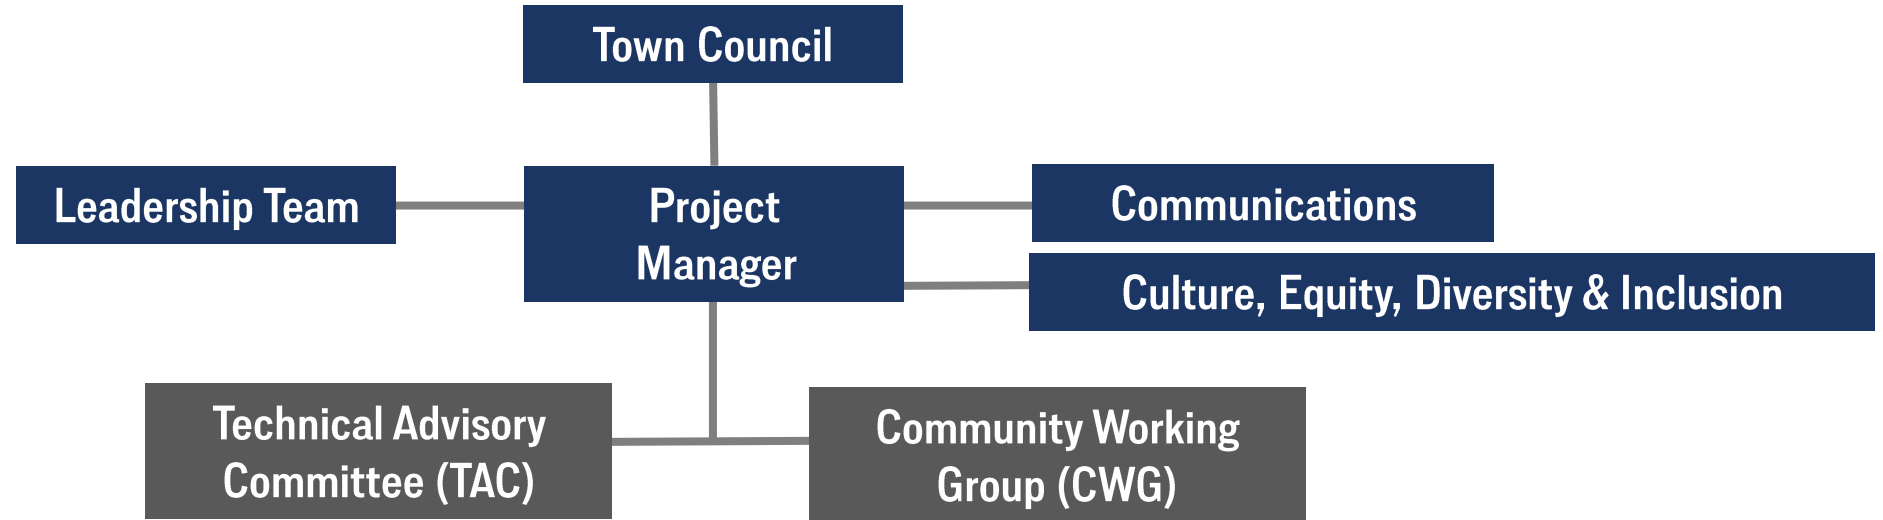 Town Council
Leadership Team
Project
Manager
Communications
Culture, Equity, Diversity & Inclusion
Technical Advisory
Committee (TAC)
Community Working
Group (CWG)